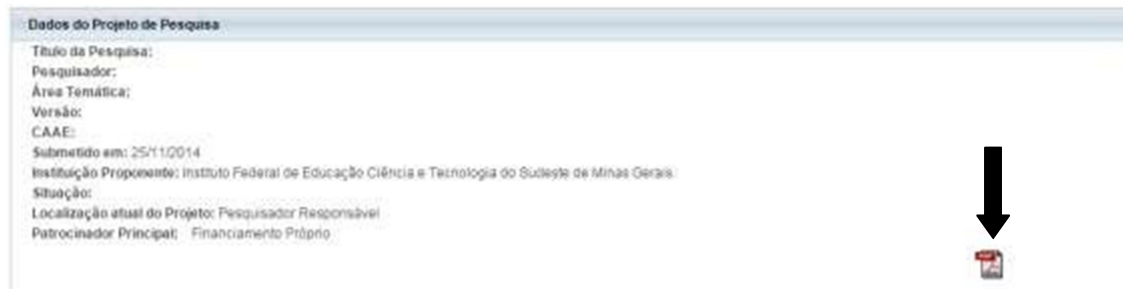 Dados do Projeto de Pesquisa
Título da Pesquisa:
Pesquisador:
Área Temática:
Versão:
CAAE:
Submetido em: 25/11/2014
Instituição Proponente: Instituto Federal de Educação Ciência e Tecnologia do Sudeste de Minas Gerais
Situação:
Localização atual do Projeto: Pesquisador Responsável
Patrocinador Principal: Financiamento Próprio